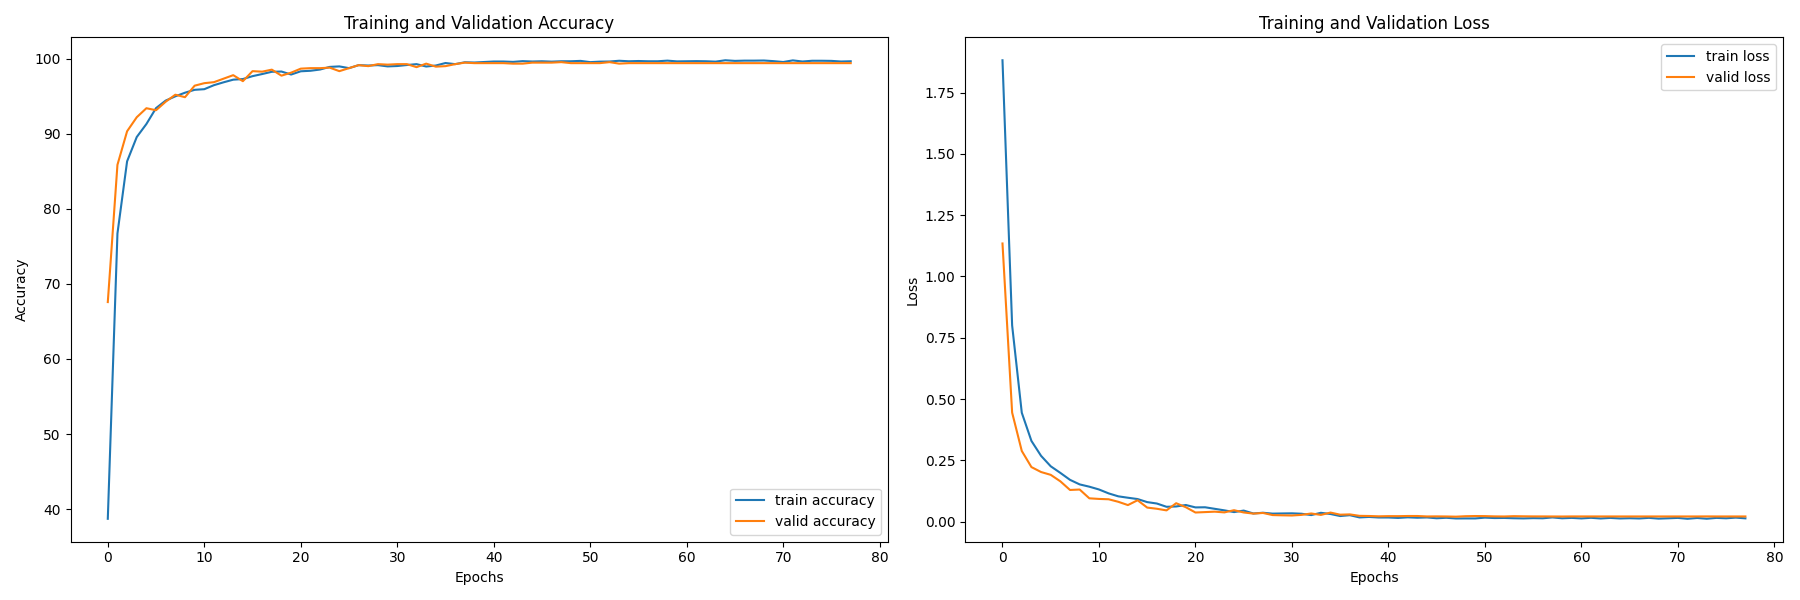 Training and Validation Accuracy
100
90
80
70
60
50
40
Accuracy
train accuracy
valid accuracy
0 10 20 30 40 50 60 70 80
Epochs
Training and Validation Loss
train loss
valid loss
1.75
1.50
1.25
1.00
0.75
0.50
0.25
0.00
Loss
0 10 20 30 40 50 60 70 80
Epochs